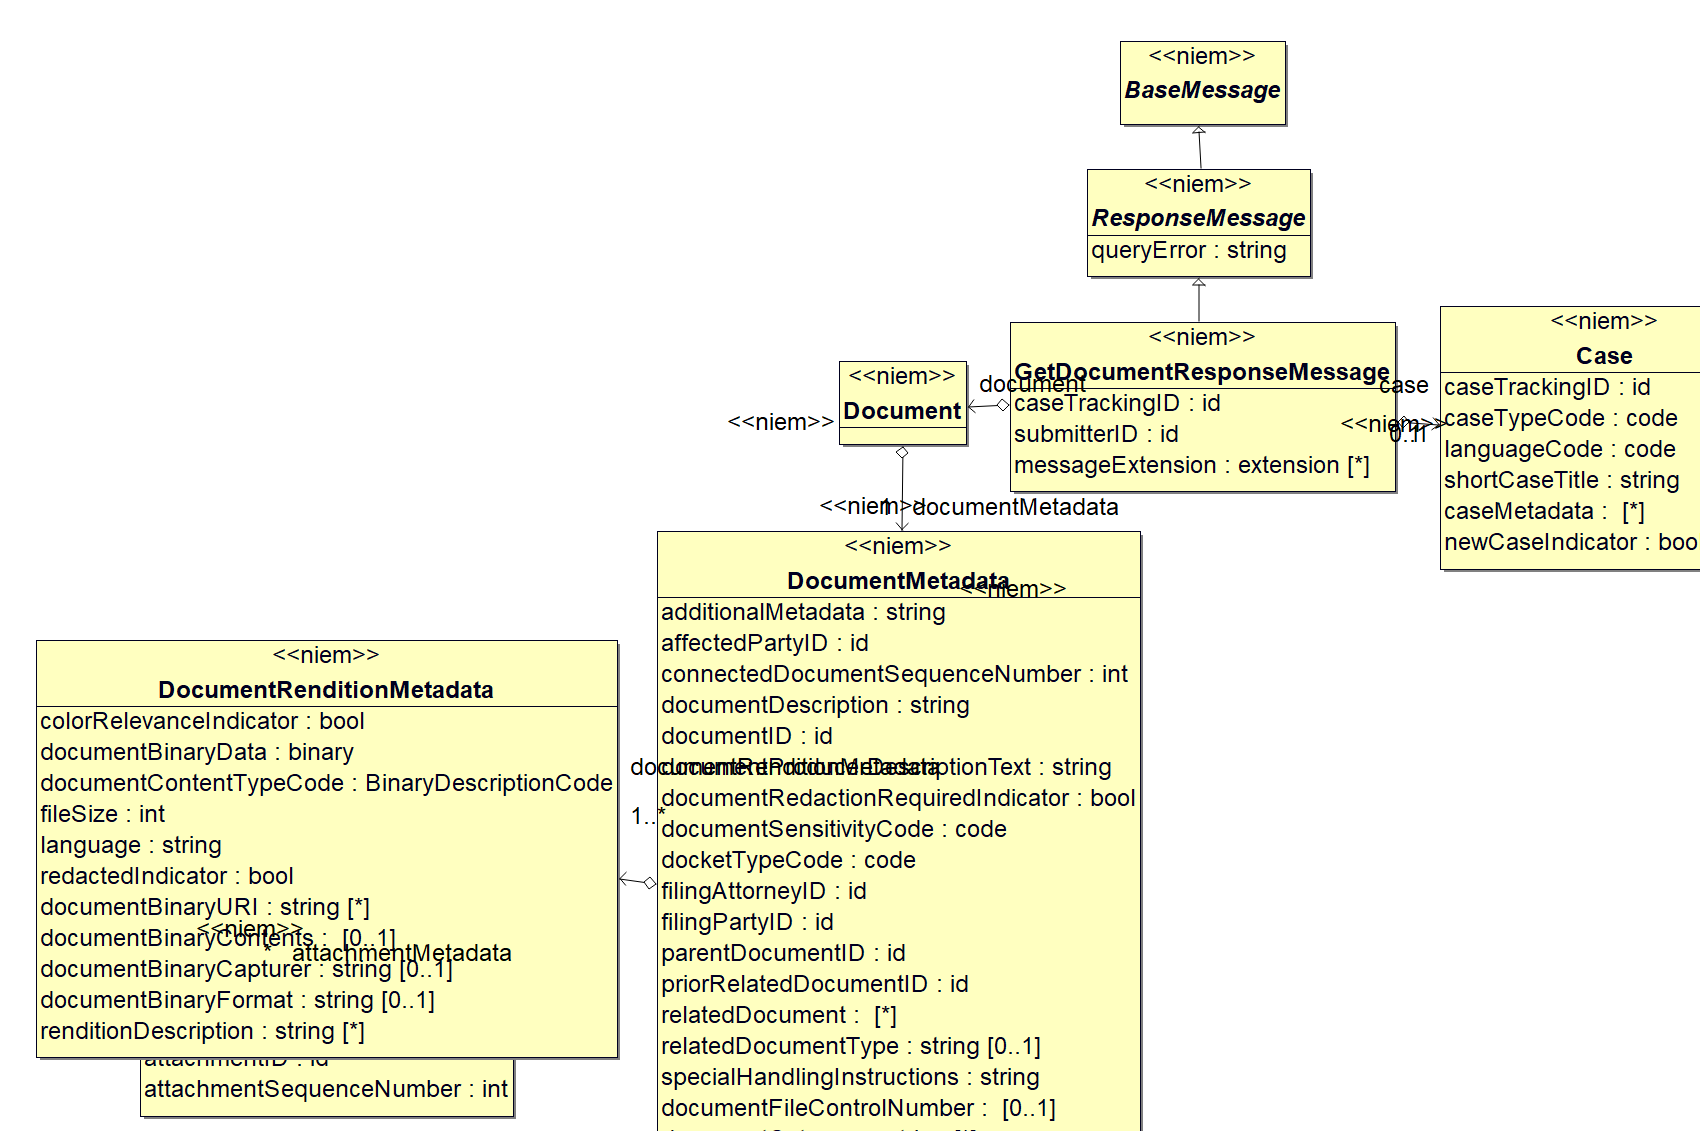 <<niem>>
BaseMessage
<<niem>>
ResponseMessage
queryError : string
<<niem>>
GetDocumentResponseMessage
caseTrackingID : id
submitterID : id
messageExtension : extension [*]
document
<<niem>>
Document
<<niem>>
case
<<niem>>
0..1
<<niem>>
Case
caseTrackingID : id
caseTypeCode : code
languageCode : code
shortCaseTitle : string
caseMetadata :  [*]
newCaseIndicator : boo
<<niem>>
1
documentMetadata
<<niem>>
DocumentMetadata
<<niem>>
additionalMetadata : string
affectedPartyID : id
connectedDocumentSequenceNumber : int
documentDescription : string
documentID : id
documentProducerDescriptionText : string
documentRedactionRequiredIndicator : bool
documentSensitivityCode : code
docketTypeCode : code
filingAttorneyID : id
filingPartyID : id
parentDocumentID : id
priorRelatedDocumentID : id
relatedDocument :  [*]
relatedDocumentType : string [0..1]
specialHandlingInstructions : string
documentFileControlNumber :  [0..1]
documentRenditionMetadata
1..*
<<niem>>
DocumentRenditionMetadata
colorRelevanceIndicator : bool
documentBinaryData : binary
documentContentTypeCode : BinaryDescriptionCode
fileSize : int
language : string
redactedIndicator : bool
documentBinaryURI : string [*]
documentBinaryContents :  [0..1]
documentBinaryCapturer : string [0..1]
documentBinaryFormat : string [0..1]
renditionDescription : string [*]
<<niem>>
*
attachmentMetadata
attachmentID : id
attachmentSequenceNumber : int